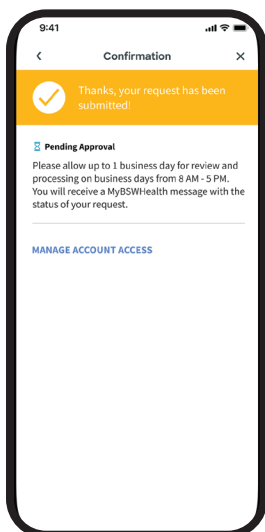 9:41
Confirmation
Thanks, your request has been
submitted!
Pending Approval
Please allow up to 1 business day for review and
processing on business days from 8 AM - 5 PM.
You will receive a MyBSWHealth message with the
status of your request.
MANAGE ACCOUNT ACCESS